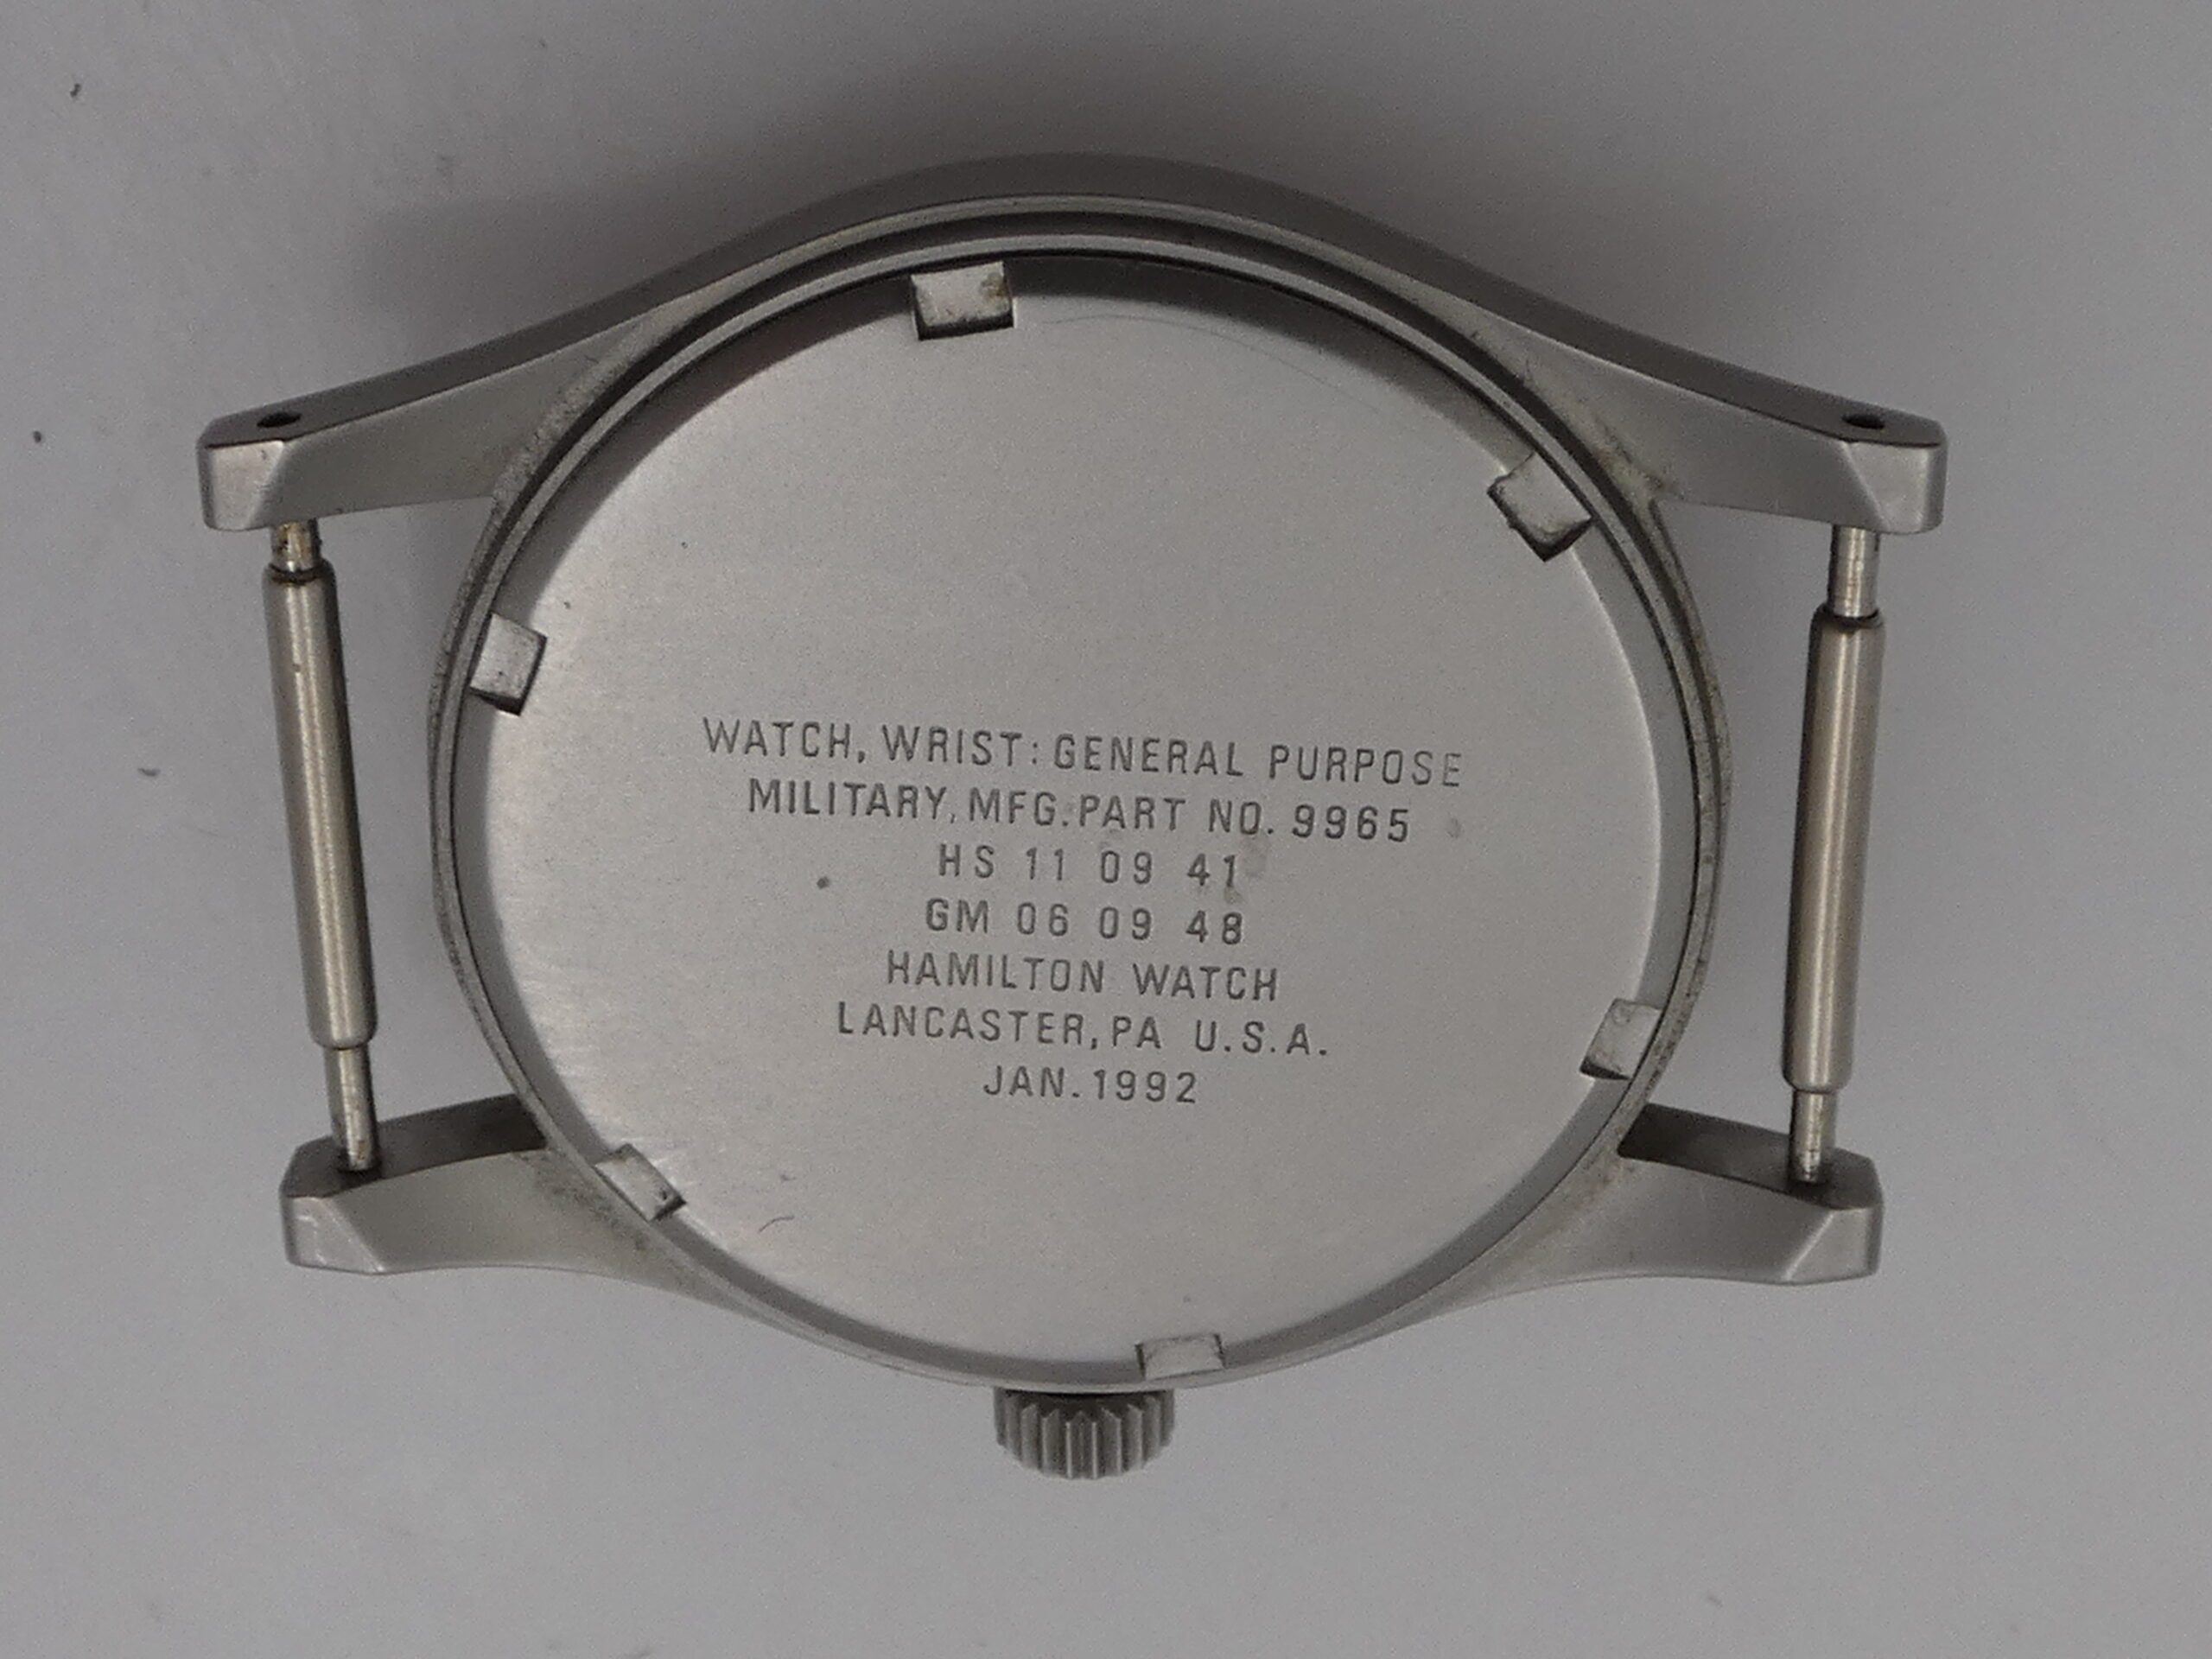 WATCH, WRIST: GENERAL PURPOSE
MILITARY, MFG. PART NO. 9965
HS 11 09 41
GM 06 09 48
HAMILTON WATCH
LANCASTER, PA U.S.A.
JAN. 1992